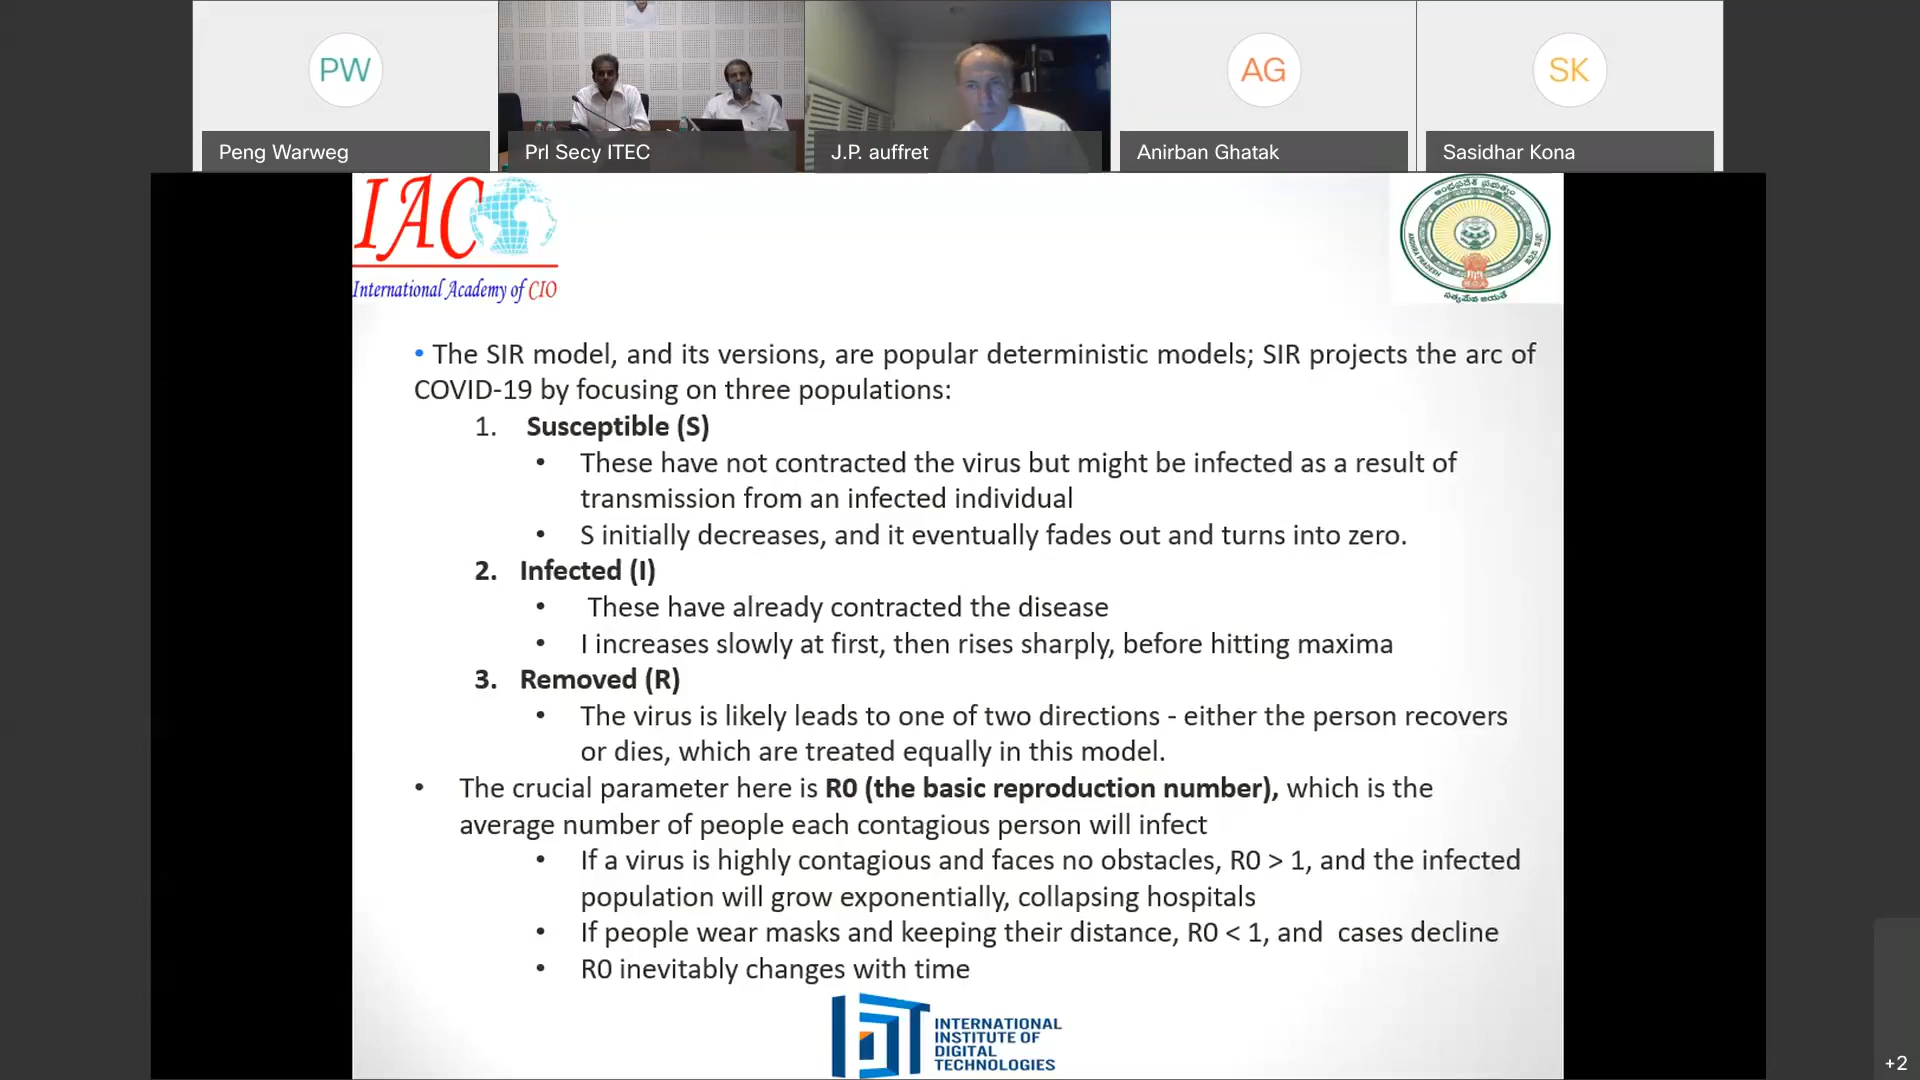 PW
AG
SK
Peng Warweg
Prl Secy ITEC
J.P. auffret
Anirban Ghatak
Sasidhar Kona
IAC
International Academy of CIO
ANDHRA PRADESH
సత్యమేవ జయతే
• The SIR model, and its versions, are popular deterministic models; SIR projects the arc of
COVID-19 by focusing on three populations:
1. Susceptible (S)
• These have not contracted the virus but might be infected as a result of
transmission from an infected individual
• S initially decreases, and it eventually fades out and turns into zero.
2. Infected (I)
• These have already contracted the disease
• I increases slowly at first, then rises sharply, before hitting maxima
3. Removed (R)
• The virus is likely leads to one of two directions - either the person recovers
or dies, which are treated equally in this model.
• The crucial parameter here is R0 (the basic reproduction number), which is the
average number of people each contagious person will infect
• If a virus is highly contagious and faces no obstacles, R0 > 1, and the infected
population will grow exponentially, collapsing hospitals
• If people wear masks and keeping their distance, R0 < 1, and cases decline
• R0 inevitably changes with time
INTERNATIONAL
INSTITUTE OF
DIGITAL
TECHNOLOGIES
+2